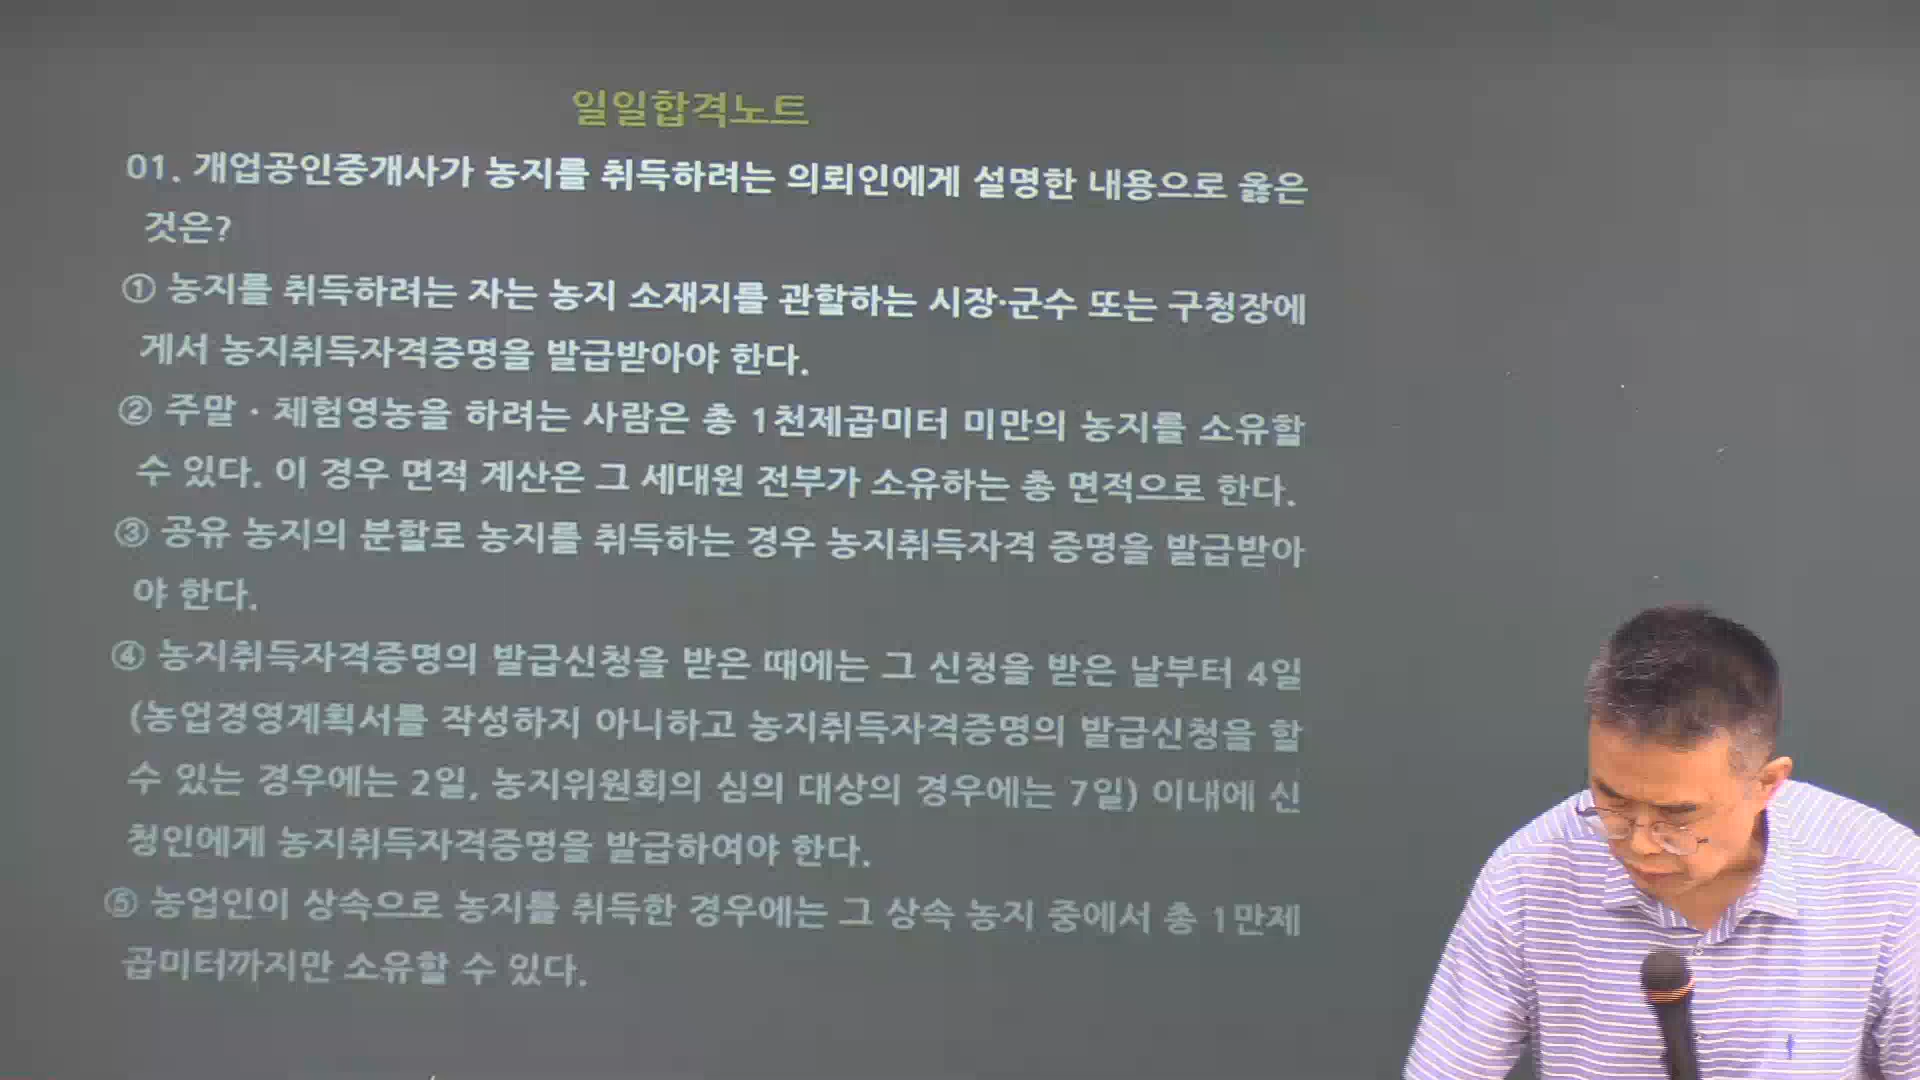 일일합격노트
01. 개업공인중개사가 농지를 취득하려는 의뢰인에게 설명한 내용으로 옳은
것은?
① 농지를 취득하려는 자는 농지 소재지를 관할하는 시장·군수 또는 구청장에
게서 농지취득자격증명을 발급받아야 한다.
② 주말·체험영농을 하려는 사람은 총 1천제곱미터 미만의 농지를 소유할
수 있다. 이 경우 면적 계산은 그 세대원 전부가 소유하는 총 면적으로 한다.
③ 공유 농지의 분할로 농지를 취득하는 경우 농지취득자격 증명을 발급받아
야 한다.
④ 농지취득자격증명의 발급신청을 받은 때에는 그 신청을 받은 날부터 4일
(농업경영계획서를 작성하지 아니하고 농지취득자격증명의 발급신청을 할
수 있는 경우에는 2일, 농지위원회의 심의 대상의 경우에는 7일) 이내에 신
청인에게 농지취득자격증명을 발급하여야 한다.
⑤ 농업인이 상속으로 농지를 취득한 경우에는 그 상속 농지 중에서 총 1만제
곱미터까지만 소유할 수 있다.